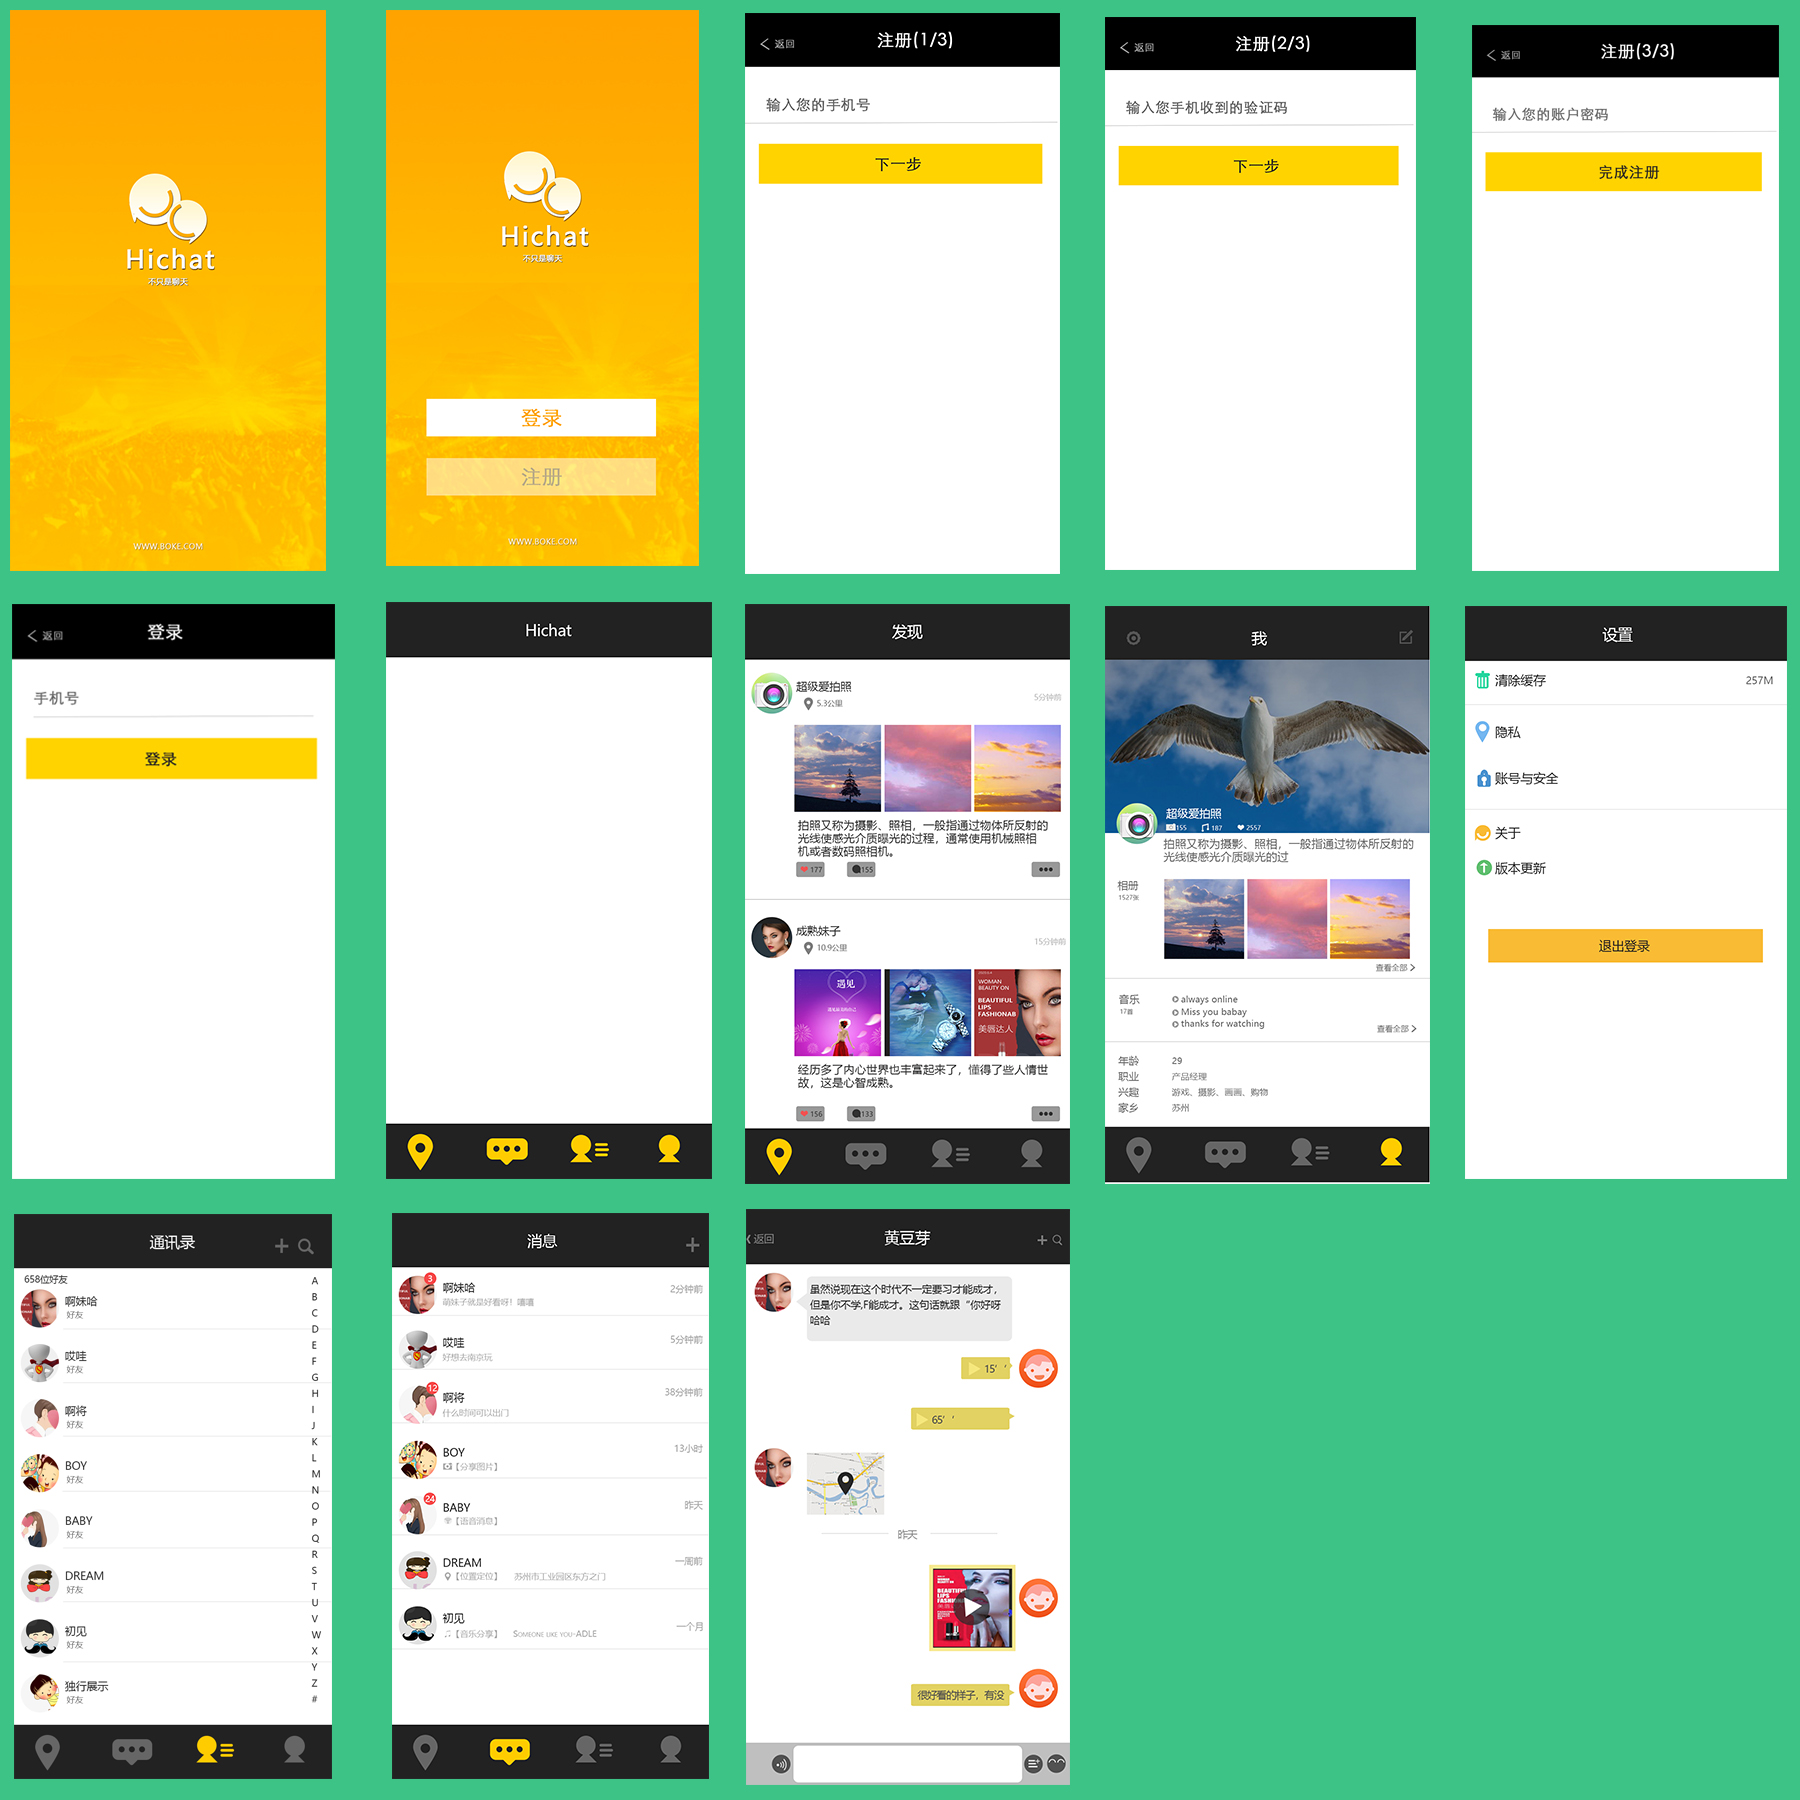 Hichat
不只是聊天
WWW.BOKE.COM
Hichat
不只是聊天
登录
注册
WWW.BOKE.COM
返回
注册(1/3)
输入您的手机号
下一步
返回
注册(2/3)
输入您手机收到的验证码
下一步
返回
注册(3/3)
输入您的账户密码
完成注册
返回
登录
手机号
登录
Hichat
发现
超级爱拍照
5.3公里
5分钟前
拍照又称为摄影、照相，一般指通过物体所反射的
光线使感光介质曝光的过程，通常使用机械照相
机或者数码照相机。
177
155
成熟妹子
10.9公里
15分钟前
遇见
WOMAN
BEAUTY ON
BEAUTIFUL
LIPS
FASHIONAB
美唇达人
经历多了内心世界也丰富起来了，懂得了些人情世
故，这是心智成熟。
156
133
我
超级爱拍照
155
187
2557
拍照又称为摄影、照相，一般指通过物体所反射的
光线使感光介质曝光的过
相册
1527张
查看全部
音乐
17首
always online
Miss you babay
thanks for watching
查看全部
年龄
29
职业
产品经理
兴趣
游戏、摄影、画画、购物
家乡
苏州
设置
清除缓存
257M
隐私
账号与安全
关于
版本更新
退出登录
通讯录
658位好友
啊妹哈
好友
哎哇
好友
啊将
好友
BOY
好友
BABY
好友
DREAM
好友
初见
好友
独行展示
好友
A
B
C
D
E
F
G
H
I
J
K
L
M
N
O
P
Q
R
S
T
U
V
W
X
Y
Z
#
消息
3
啊妹哈
2分钟前
萌妹子就是好看呀！嘻嘻
哎哇
5分钟前
好想去南京玩
12
啊将
38分钟前
什么时间可以出门
BOY
13小时
【分享图片】
24
BABY
昨天
【语音消息】
DREAM
一周前
【位置定位】 苏州市工业园区东方之门
初见
一个月
【音乐分享】 SOMEONE LIKE YOU-ADLE
返回
黄豆芽
虽然说现在这个时代不一定要习才能成才，
但是你不学,F能成才。这句话就跟“你好呀
哈哈
15′′
65′′
昨天
BEAUTIFUL
LIPS
很好看的样子，有没